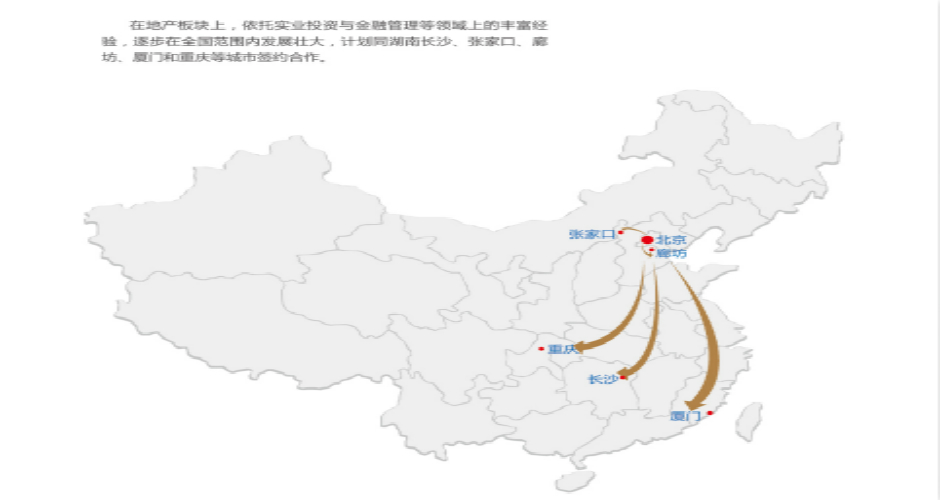 在地产板块上，依托实业投资与金融管理等领域上的丰富经
验，逐步在全国范围内发展壮大，计划同湖南长沙、张家口、廊
坊、厦门和重庆等城市签约合作。
张家口
北京
廊坊
重庆
长沙
厦门